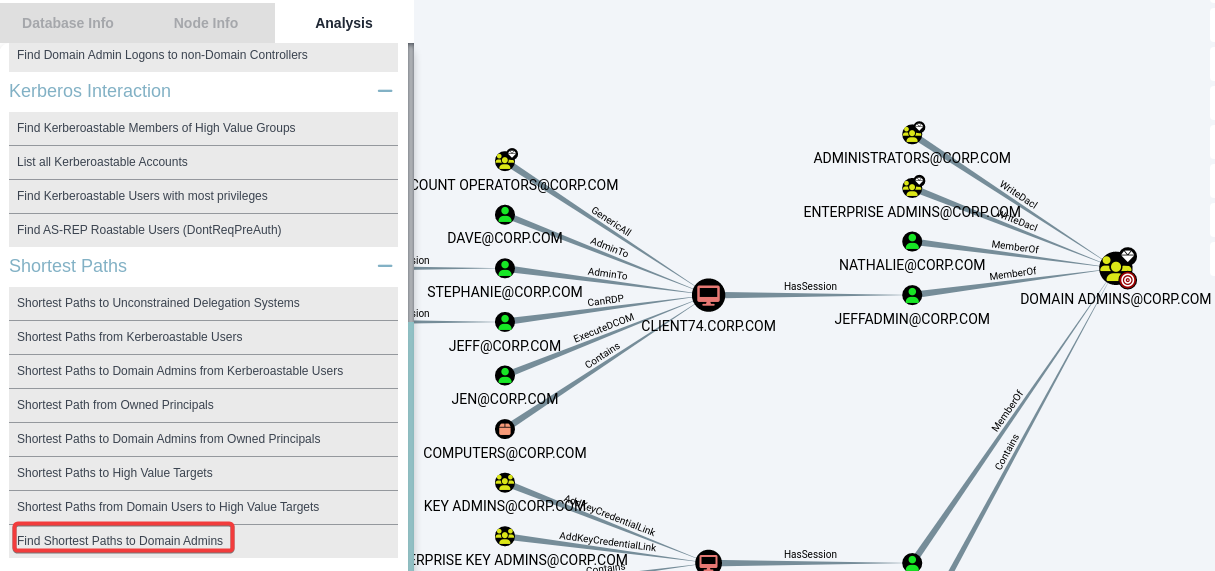 Database Info
Node Info
Analysis
Find Domain Admin Logons to non-Domain Controllers
Kerberos Interaction
Find Kerberoastable Members of High Value Groups
List all Kerberoastable Accounts
Find Kerberoastable Users with most privileges
Find AS-REP Roastable Users (DontReqPreAuth)
Shortest Paths
Shortest Paths to Unconstrained Delegation Systems
Shortest Paths from Kerberoastable Users
Shortest Paths to Domain Admins from Kerberoastable Users
Shortest Path from Owned Principals
Shortest Paths to Domain Admins from Owned Principals
Shortest Paths to High Value Targets
Shortest Paths from Domain Users to High Value Targets
Find Shortest Paths to Domain Admins
COUNT OPERATORS@CORP.COM
GenericAll
DAVE@CORP.COM
AdminTo
sion
STEPHANIE@CORP.COM
AdminTo
sion
JEFF@CORP.COM
CanRDP
ExecuteDCOM
JEN@CORP.COM
Contains
COMPUTERS@CORP.COM
CLIENT74.CORP.COM
HasSession
KEY ADMINS@CORP.COM
AddKeyCredentialLink
ERPRISE KEY ADMINS@CORP.COM
AddKeyCredentialLink
Contains
HasSession
ADMINISTRATORS@CORP.COM
WriteDacl
ENTERPRISE ADMINS@CORP.COM
WriteDacl
NATHALIE@CORP.COM
MemberOf
JEFFADMIN@CORP.COM
MemberOf
DOMAIN ADMINS@CORP.COM
MemberOf
Contains